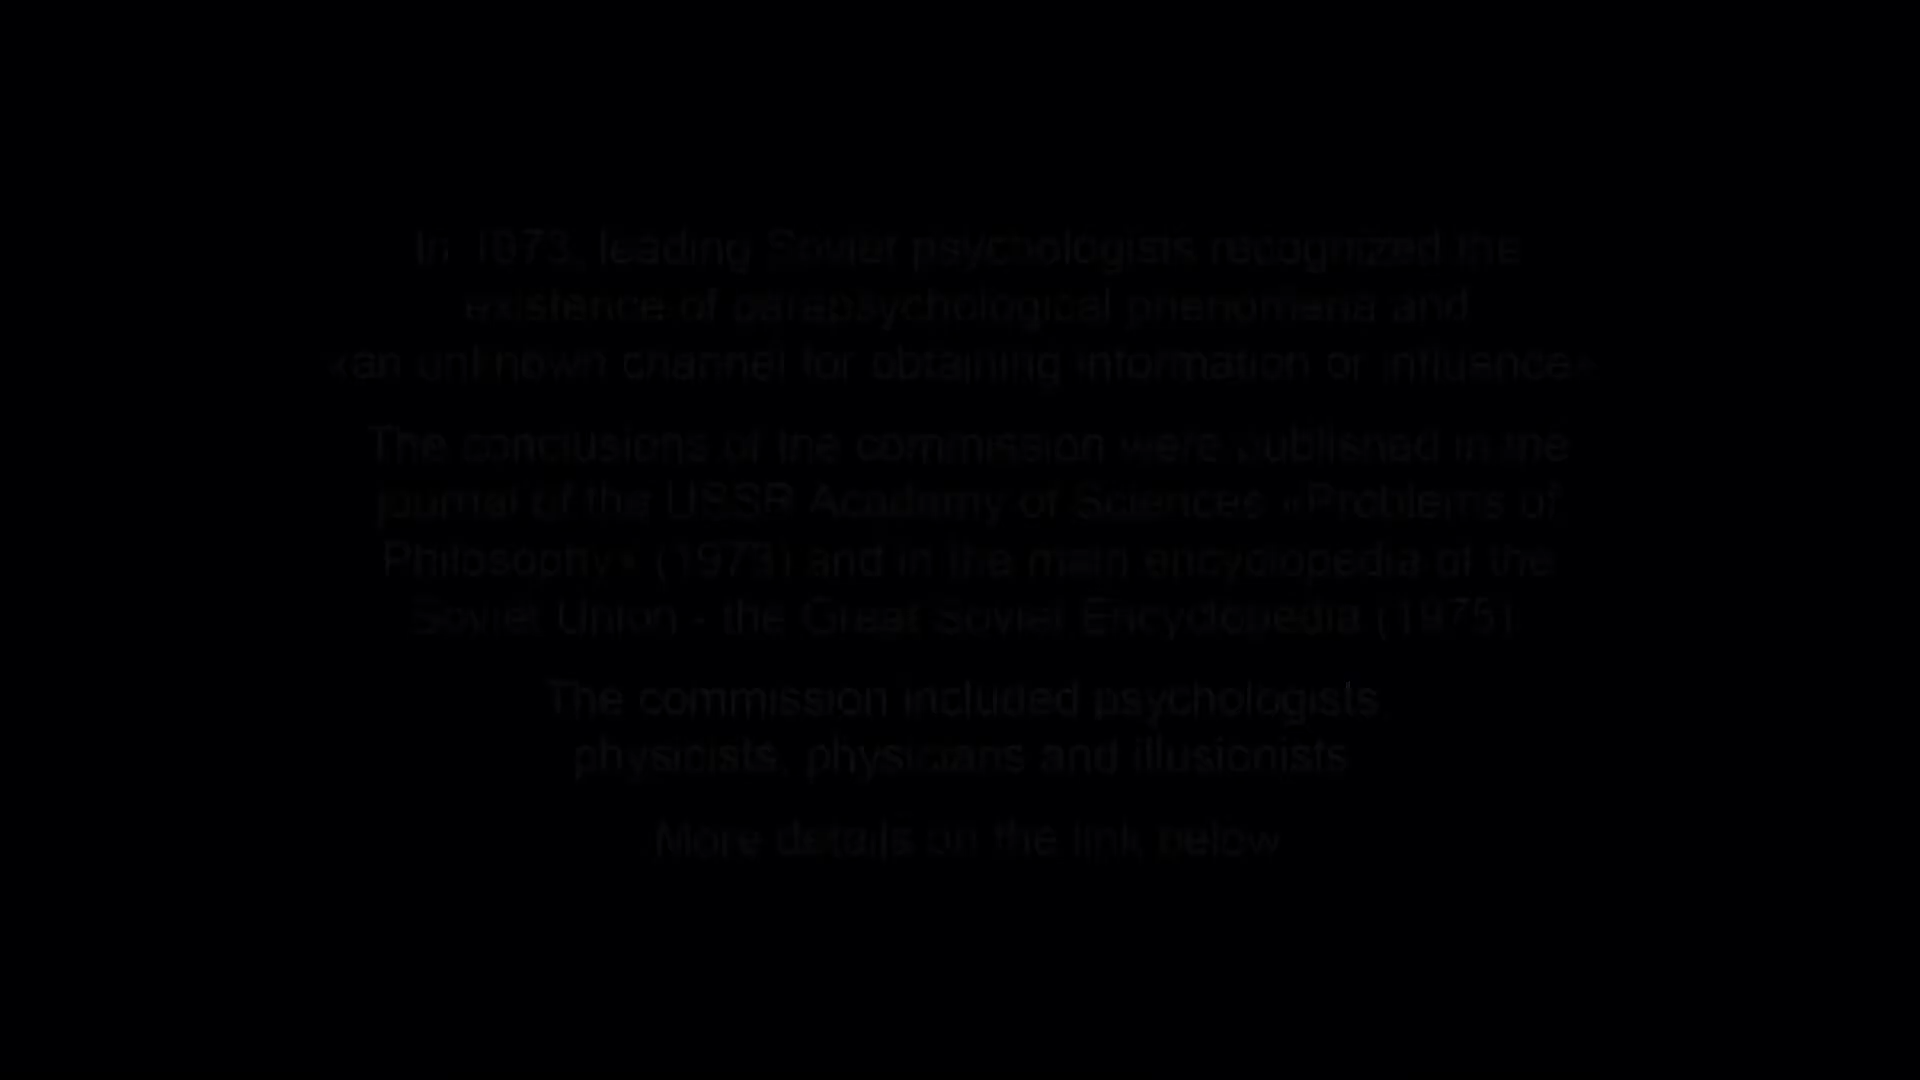 In 1973, leading Soviet psychologists recognized the
existence of parapsychological phenomena and
«an unknown channel for obtaining information or influence»
The conclusions of the commission were published in the
journal of the USSR Academy of Sciences «Problems of
Philosophy» (1973) and in the main encyclopedia of the
Soviet Union - the Great Soviet Encyclopedia (1975)
The commission included psychologists,
physicists, physicians and illusionists
More details on the link below